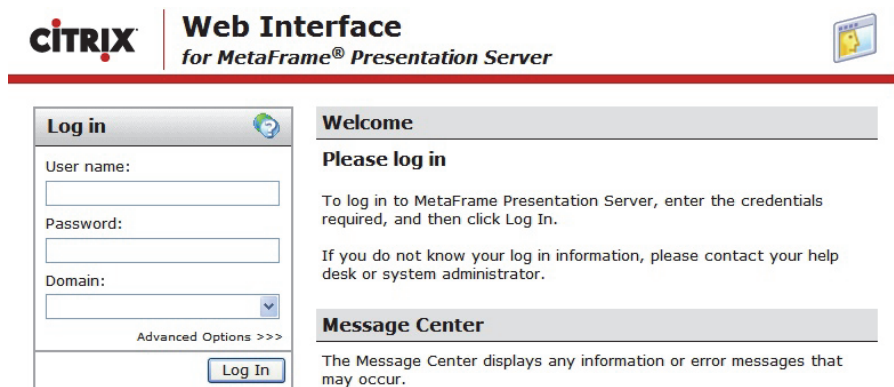 CITRIX
Web Interface
for MetaFrame® Presentation Server
Log in
User name:
Password:
Domain:
Advanced Options >>>
Log In
Welcome
Please log in
To log in to MetaFrame Presentation Server, enter the credentials
required, and then click Log In.
If you do not know your log in information, please contact your help
desk or system administrator.
Message Center
The Message Center displays any information or error messages that
may occur.